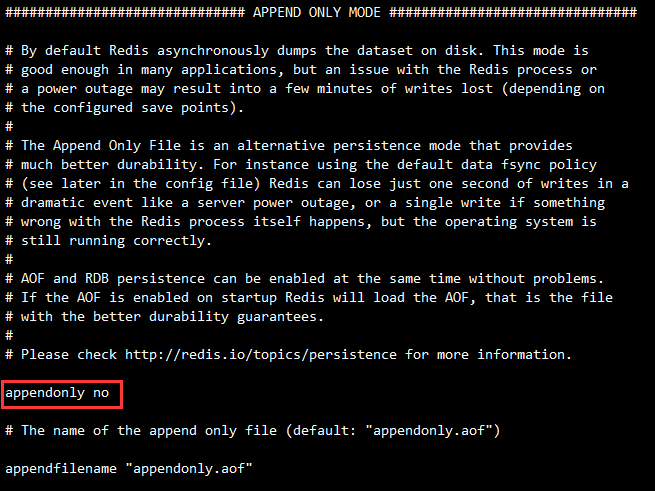 ############################## APPEND ONLY MODE ###############################
# By default Redis asynchronously dumps the dataset on disk. This mode is
# good enough in many applications, but an issue with the Redis process or
# a power outage may result into a few minutes of writes lost (depending on
# the configured save points).
#
# The Append Only File is an alternative persistence mode that provides
# much better durability. For instance using the default data fsync policy
# (see later in the config file) Redis can lose just one second of writes in a
# dramatic event like a server power outage, or a single write if something
# wrong with the Redis process itself happens, but the operating system is
# still running correctly.
#
# AOF and RDB persistence can be enabled at the same time without problems.
# If the AOF is enabled on startup Redis will load the AOF, that is the file
# with the better durability guarantees.
#
# Please check http://redis.io/topics/persistence for more information.
appendonly no
# The name of the append only file (default: "appendonly.aof")
appendfilename "appendonly.aof"